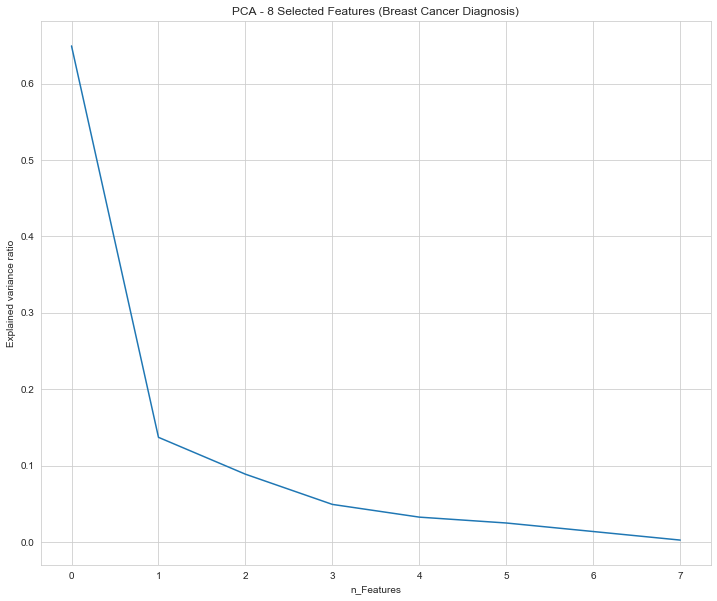 PCA - 8 Selected Features (Breast Cancer Diagnosis)
Explained variance ratio
0.6
0.5
0.4
0.3
0.2
0.1
0.0
0 1 2 3 4 5 6 7
n_Features